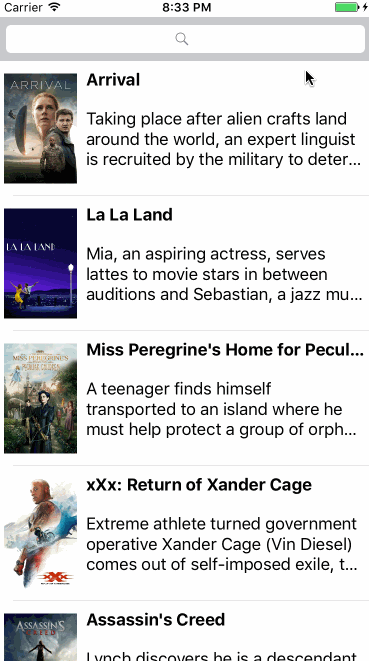 Carrier 8:33 PM
ARRIVAL
Arrival
Taking place after alien crafts land
around the world, an expert linguist
is recruited by the military to deter...
LA LA LAND
La La Land
Mia, an aspiring actress, serves
lattes to movie stars in between
auditions and Sebastian, a jazz mu...
MISS PEREGRINE'S
Miss Peregrine's Home for Pecul...
A teenager finds himself
transported to an island where he
must help protect a group of orph...
xXx: Return of Xander Cage
Extreme athlete turned government
operative Xander Cage (Vin Diesel)
comes out of self-imposed exile, t...
ASSASSIN'S
CREED
Assassin's Creed
Lynch discovers he is a descendant